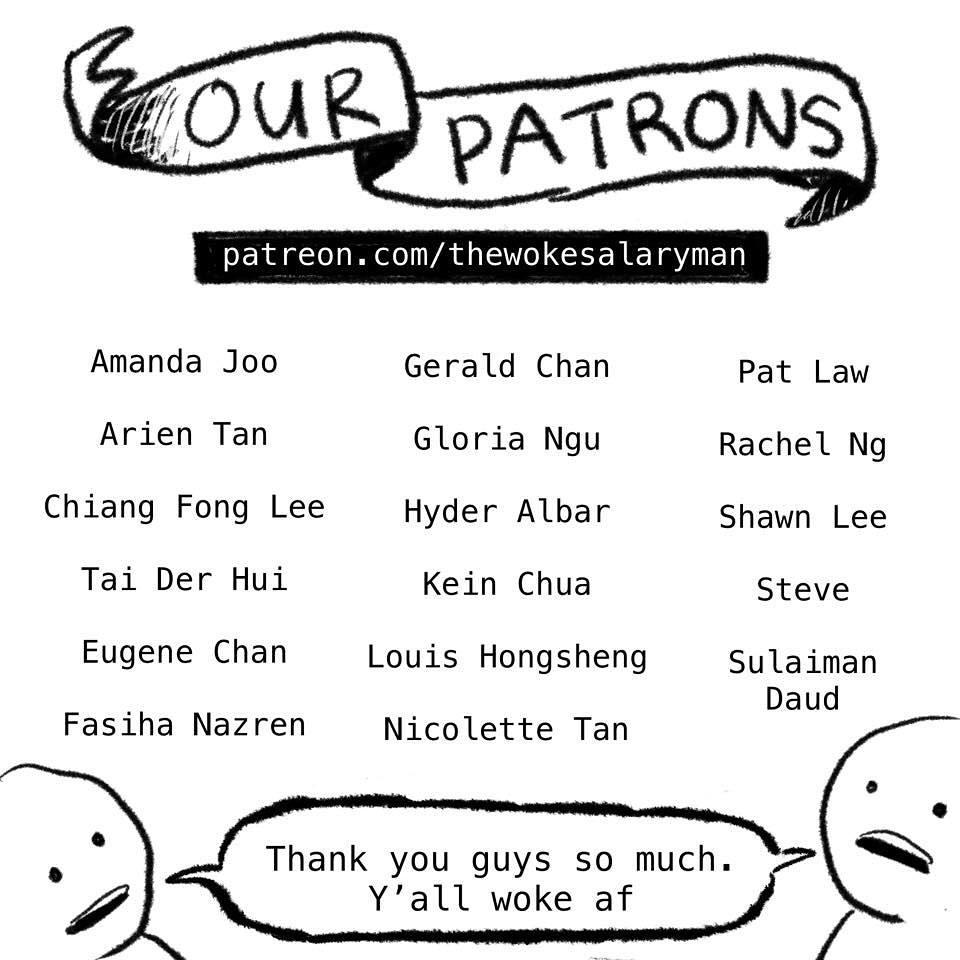 OUR PATRONS
patreon.com/thewokesalaryman
Amanda Joo
Arien Tan
Chiang Fong Lee
Tai Der Hui
Eugene Chan
Fasiha Nazren
Gerald Chan
Gloria Ngu
Hyder Albar
Kein Chua
Louis Hongsheng
Nicolette Tan
Pat Law
Rachel Ng
Shawn Lee
Steve
Sulaiman
Daud
Thank you guys so much.
Y’all woke af